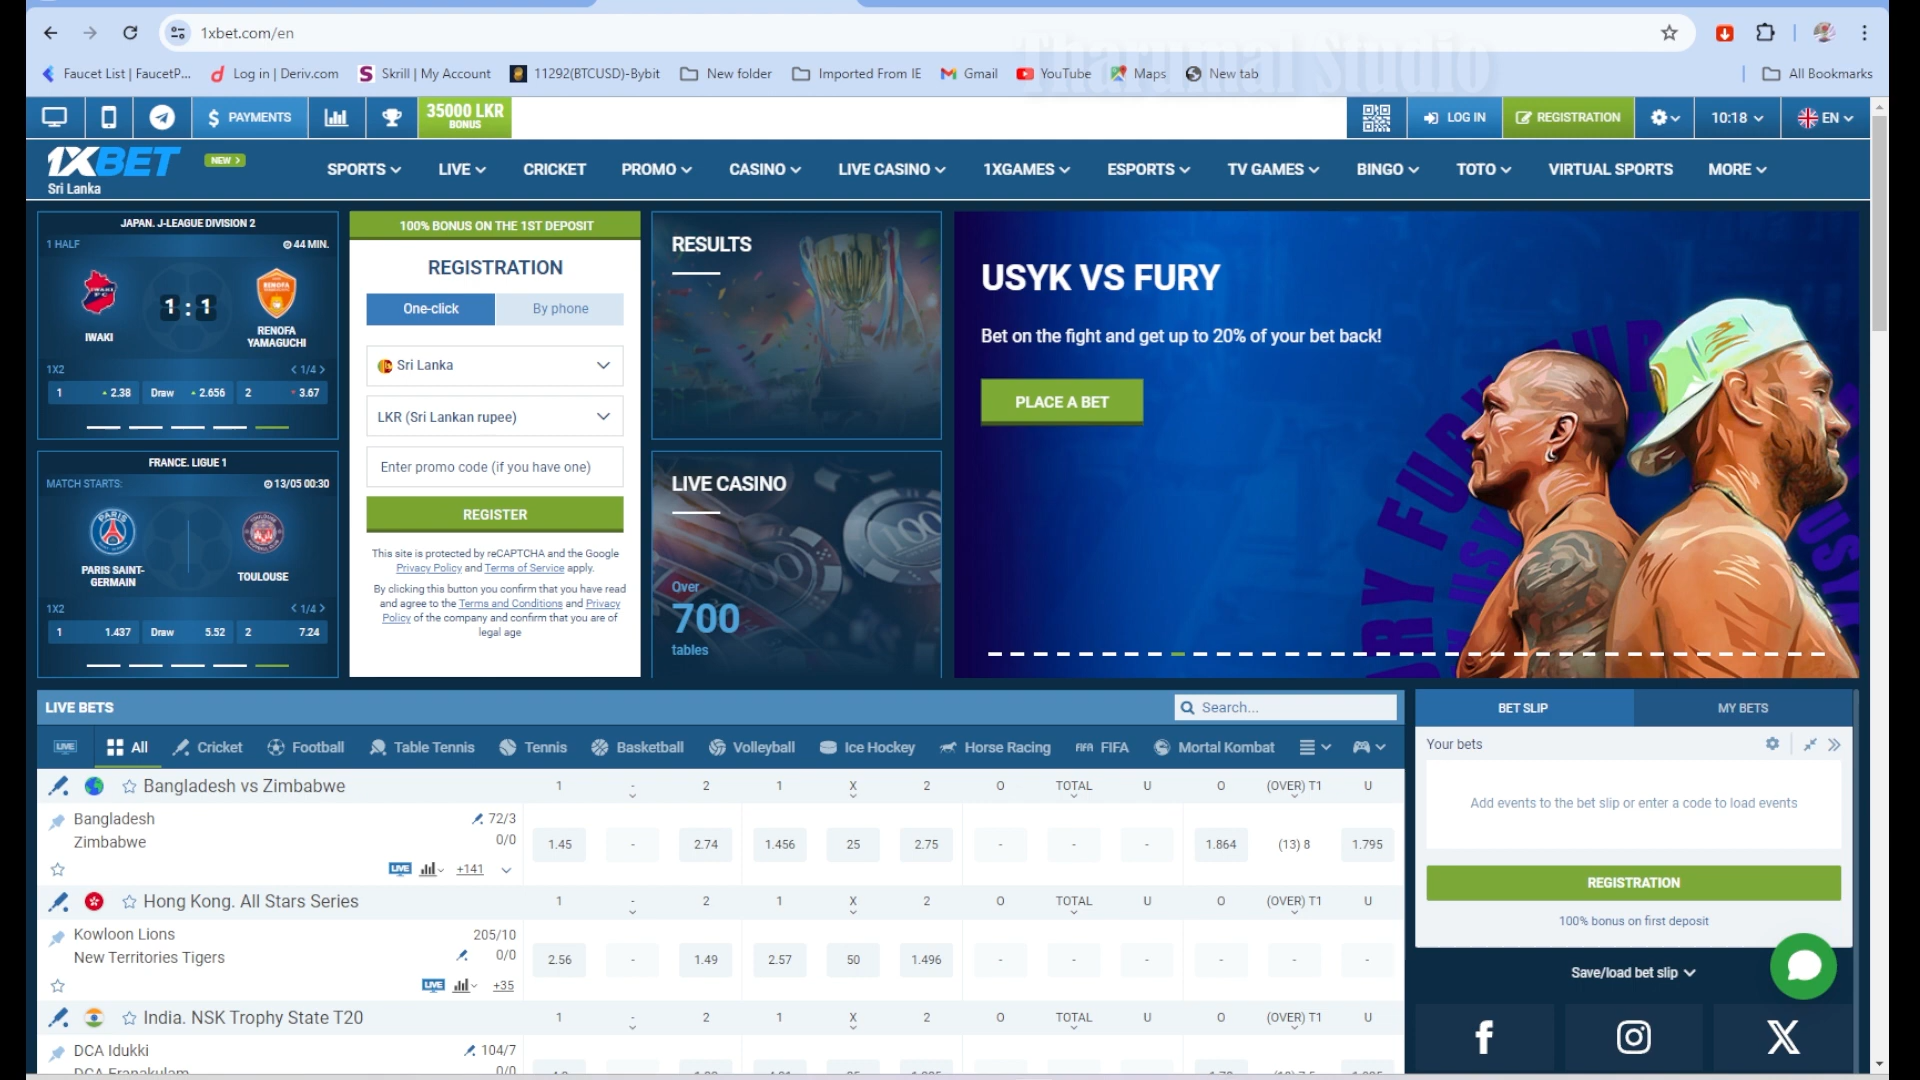 1xbet.com/en
Tharumal Studio
Faucet List | FaucetP... Log in | Deriv.com Skrill | My Account 11292(BTCUSD)-Bybit New folder Imported From IE Gmail YouTube Maps New tab All Bookmarks
$ PAYMENTS 35000 LKR BONUS LOG IN REGISTRATION 10:18 EN
1XBET NEW >
Sri Lanka
SPORTS LIVE CRICKET PROMO CASINO LIVE CASINO 1XGAMES ESPORTS TV GAMES BINGO TOTO VIRTUAL SPORTS MORE
JAPAN. J-LEAGUE DIVISION 2
1 HALF 44 MIN.
1 : 1
IWAKI RENOFA YAMAGUCHI
1X2 < 1/4 >
1 2.38 Draw 2.656 2 3.67
FRANCE. LIGUE 1
MATCH STARTS: 13/05 00:30
PARIS SAINT-GERMAIN TOULOUSE
1X2 < 1/4 >
1 1.437 Draw 5.52 2 7.24
100% BONUS ON THE 1ST DEPOSIT
REGISTRATION
One-click By phone
Sri Lanka
LKR (Sri Lankan rupee)
Enter promo code (if you have one)
REGISTER
This site is protected by reCAPTCHA and the Google
Privacy Policy and Terms of Service apply.
By clicking this button you confirm that you have read
and agree to the Terms and Conditions and Privacy
Policy of the company and confirm that you are of
legal age
RESULTS
LIVE CASINO
Over
700
tables
USYK VS FURY
Bet on the fight and get up to 20% of your bet back!
PLACE A BET
LIVE BETS Search...
LIVE All Cricket Football Table Tennis Tennis Basketball Volleyball Ice Hockey Horse Racing FIFA FIFA Mortal Kombat
Bangladesh vs Zimbabwe 1 - 2 1 X 2 O TOTAL U O (OVER) T1 U
Bangladesh 72/3
Zimbabwe 0/0
1.45 - 2.74 1.456 25 2.75 - - - 1.864 (13) 8 1.795
LIVE +141
Hong Kong. All Stars Series 1 - 2 1 X 2 O TOTAL U O (OVER) T1 U
Kowloon Lions 205/10
New Territories Tigers 0/0
2.56 - 1.49 2.57 50 1.496 - - - - - -
LIVE +35
India. NSK Trophy State T20 1 - 2 1 X 2 O TOTAL U O (OVER) T1 U
DCA Idukki 104/7
BET SLIP MY BETS
Your bets
Add events to the bet slip or enter a code to load events
REGISTRATION
100% bonus on first deposit
Save/load bet slip